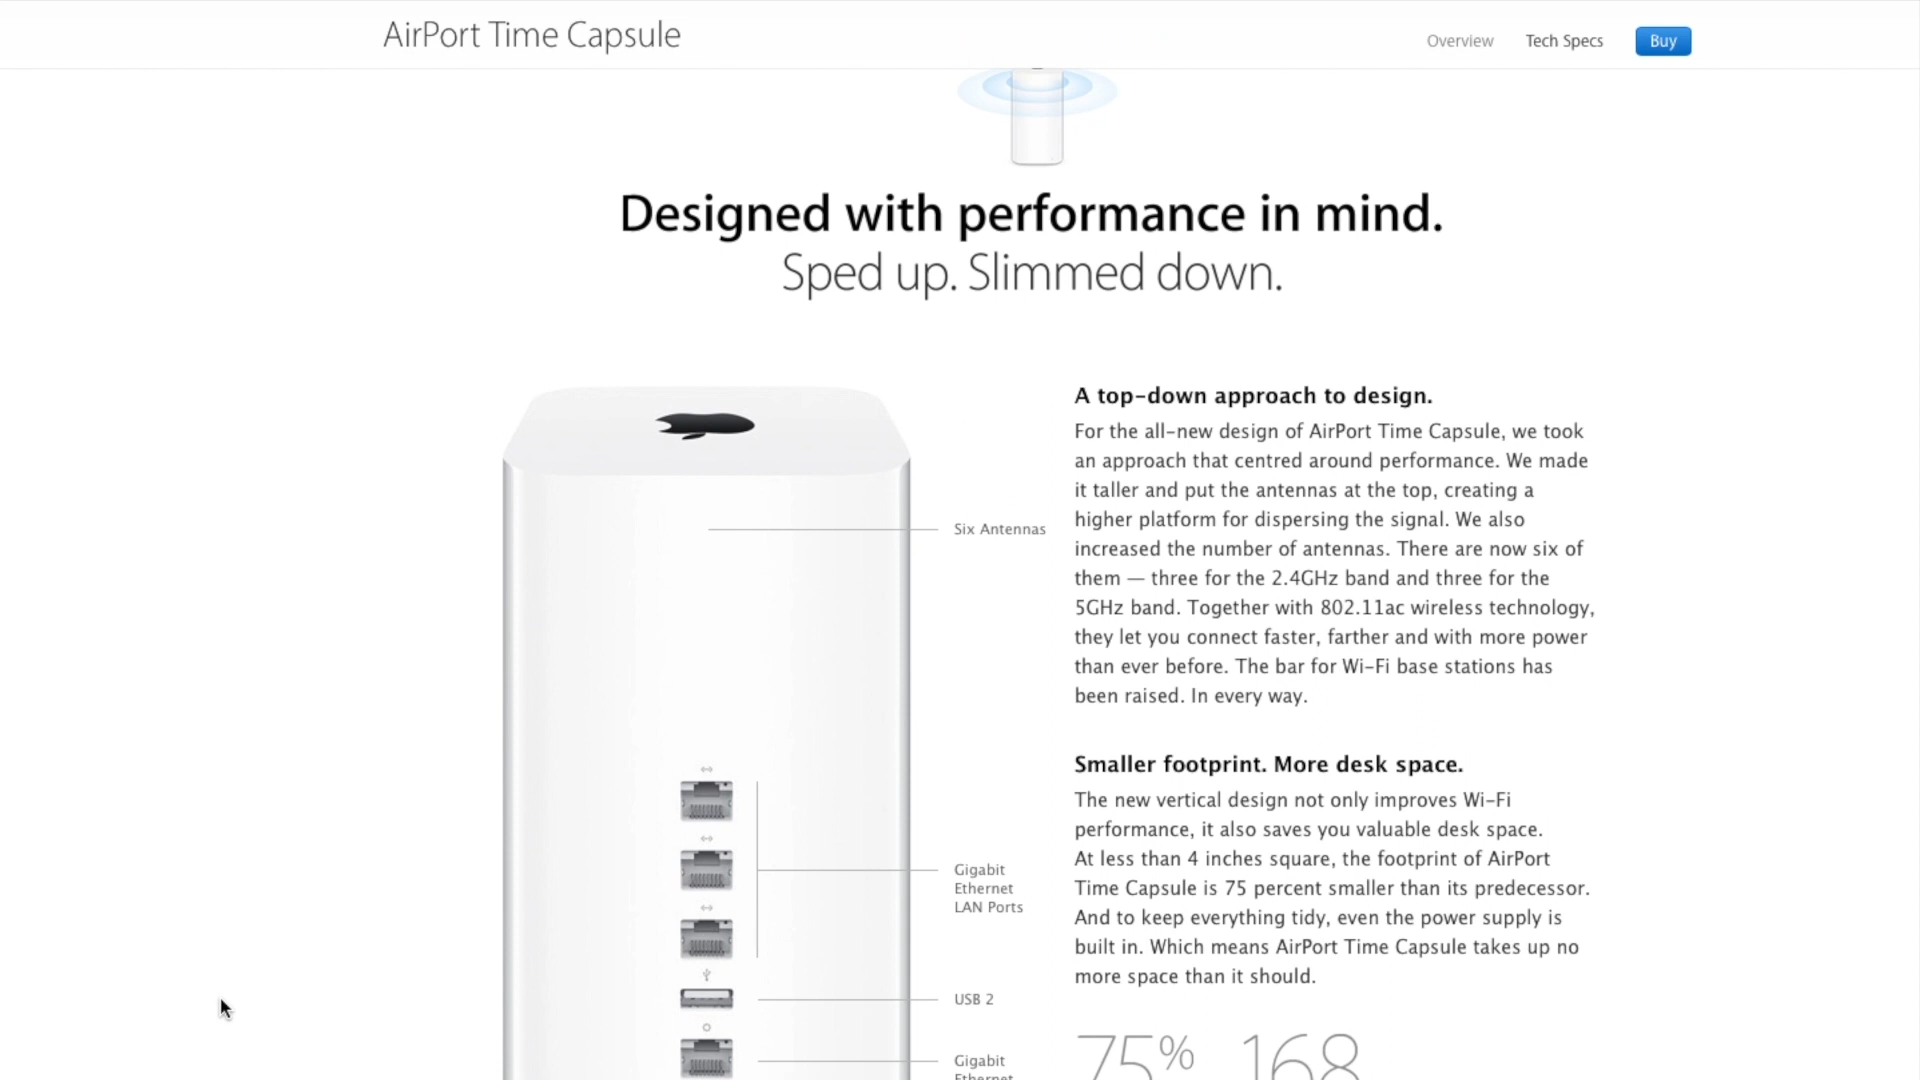 AirPort Time Capsule
Overview
Tech Specs
Buy
Designed with performance in mind.
Sped up. Slimmed down.
Six Antennas
Gigabit
Ethernet
LAN Ports
USB 2
Gigabit
Ethernet
A top-down approach to design.
For the all-new design of AirPort Time Capsule, we took
an approach that centred around performance. We made
it taller and put the antennas at the top, creating a
higher platform for dispersing the signal. We also
increased the number of antennas. There are now six of
them — three for the 2.4GHz band and three for the
5GHz band. Together with 802.11ac wireless technology,
they let you connect faster, farther and with more power
than ever before. The bar for Wi-Fi base stations has
been raised. In every way.
Smaller footprint. More desk space.
The new vertical design not only improves Wi-Fi
performance, it also saves you valuable desk space.
At less than 4 inches square, the footprint of AirPort
Time Capsule is 75 percent smaller than its predecessor.
And to keep everything tidy, even the power supply is
built in. Which means AirPort Time Capsule takes up no
more space than it should.
75% 168